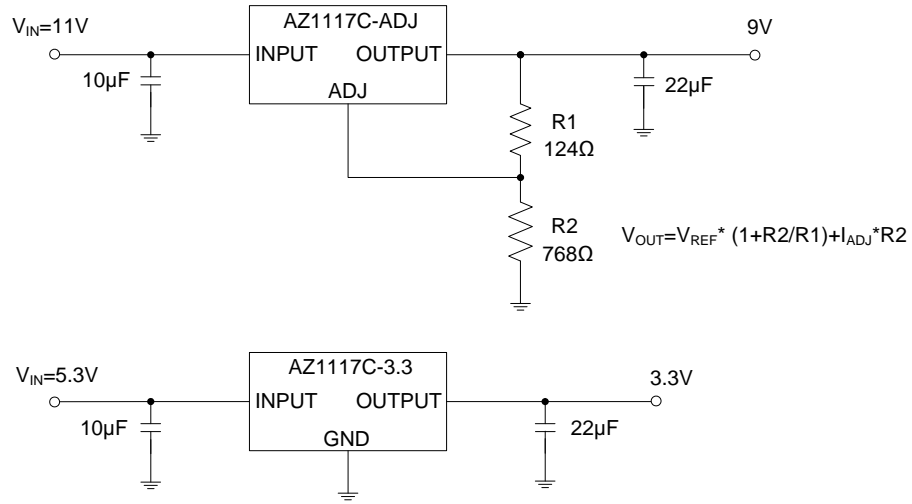 V_IN=11V
AZ1117C-ADJ
9V
INPUT OUTPUT
10µF
ADJ
22µF
R1
124Ω
R2
768Ω
V_OUT=V_REF* (1+R2/R1)+I_ADJ*R2
V_IN=5.3V
AZ1117C-3.3
3.3V
INPUT OUTPUT
10µF
GND
22µF